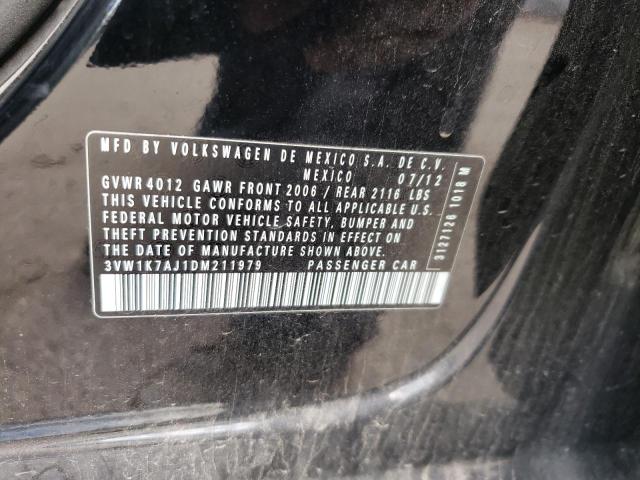 MFD BY VOLKSWAGEN DE MEXICO S.A. DE C.V.
MEXICO 07/12
GVWR 4012 GAWR FRONT 2006 / REAR 2116 LBS
THIS VEHICLE CONFORMS TO ALL APPLICABLE U.S.
FEDERAL MOTOR VEHICLE SAFETY, BUMPER AND
THEFT PREVENTION STANDARDS IN EFFECT ON
THE DATE OF MANUFACTURE SHOWN ABOVE.
3VW1K7AJ1DM211979 PASSENGER CAR
3127126 1018 M